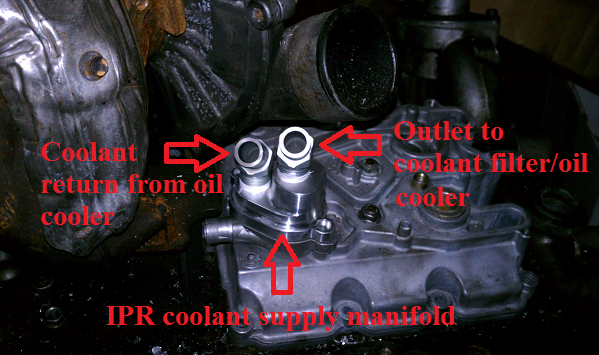 Coolant
return from oil
cooler
Outlet to
coolant filter/oil
cooler
IPR coolant supply manifold